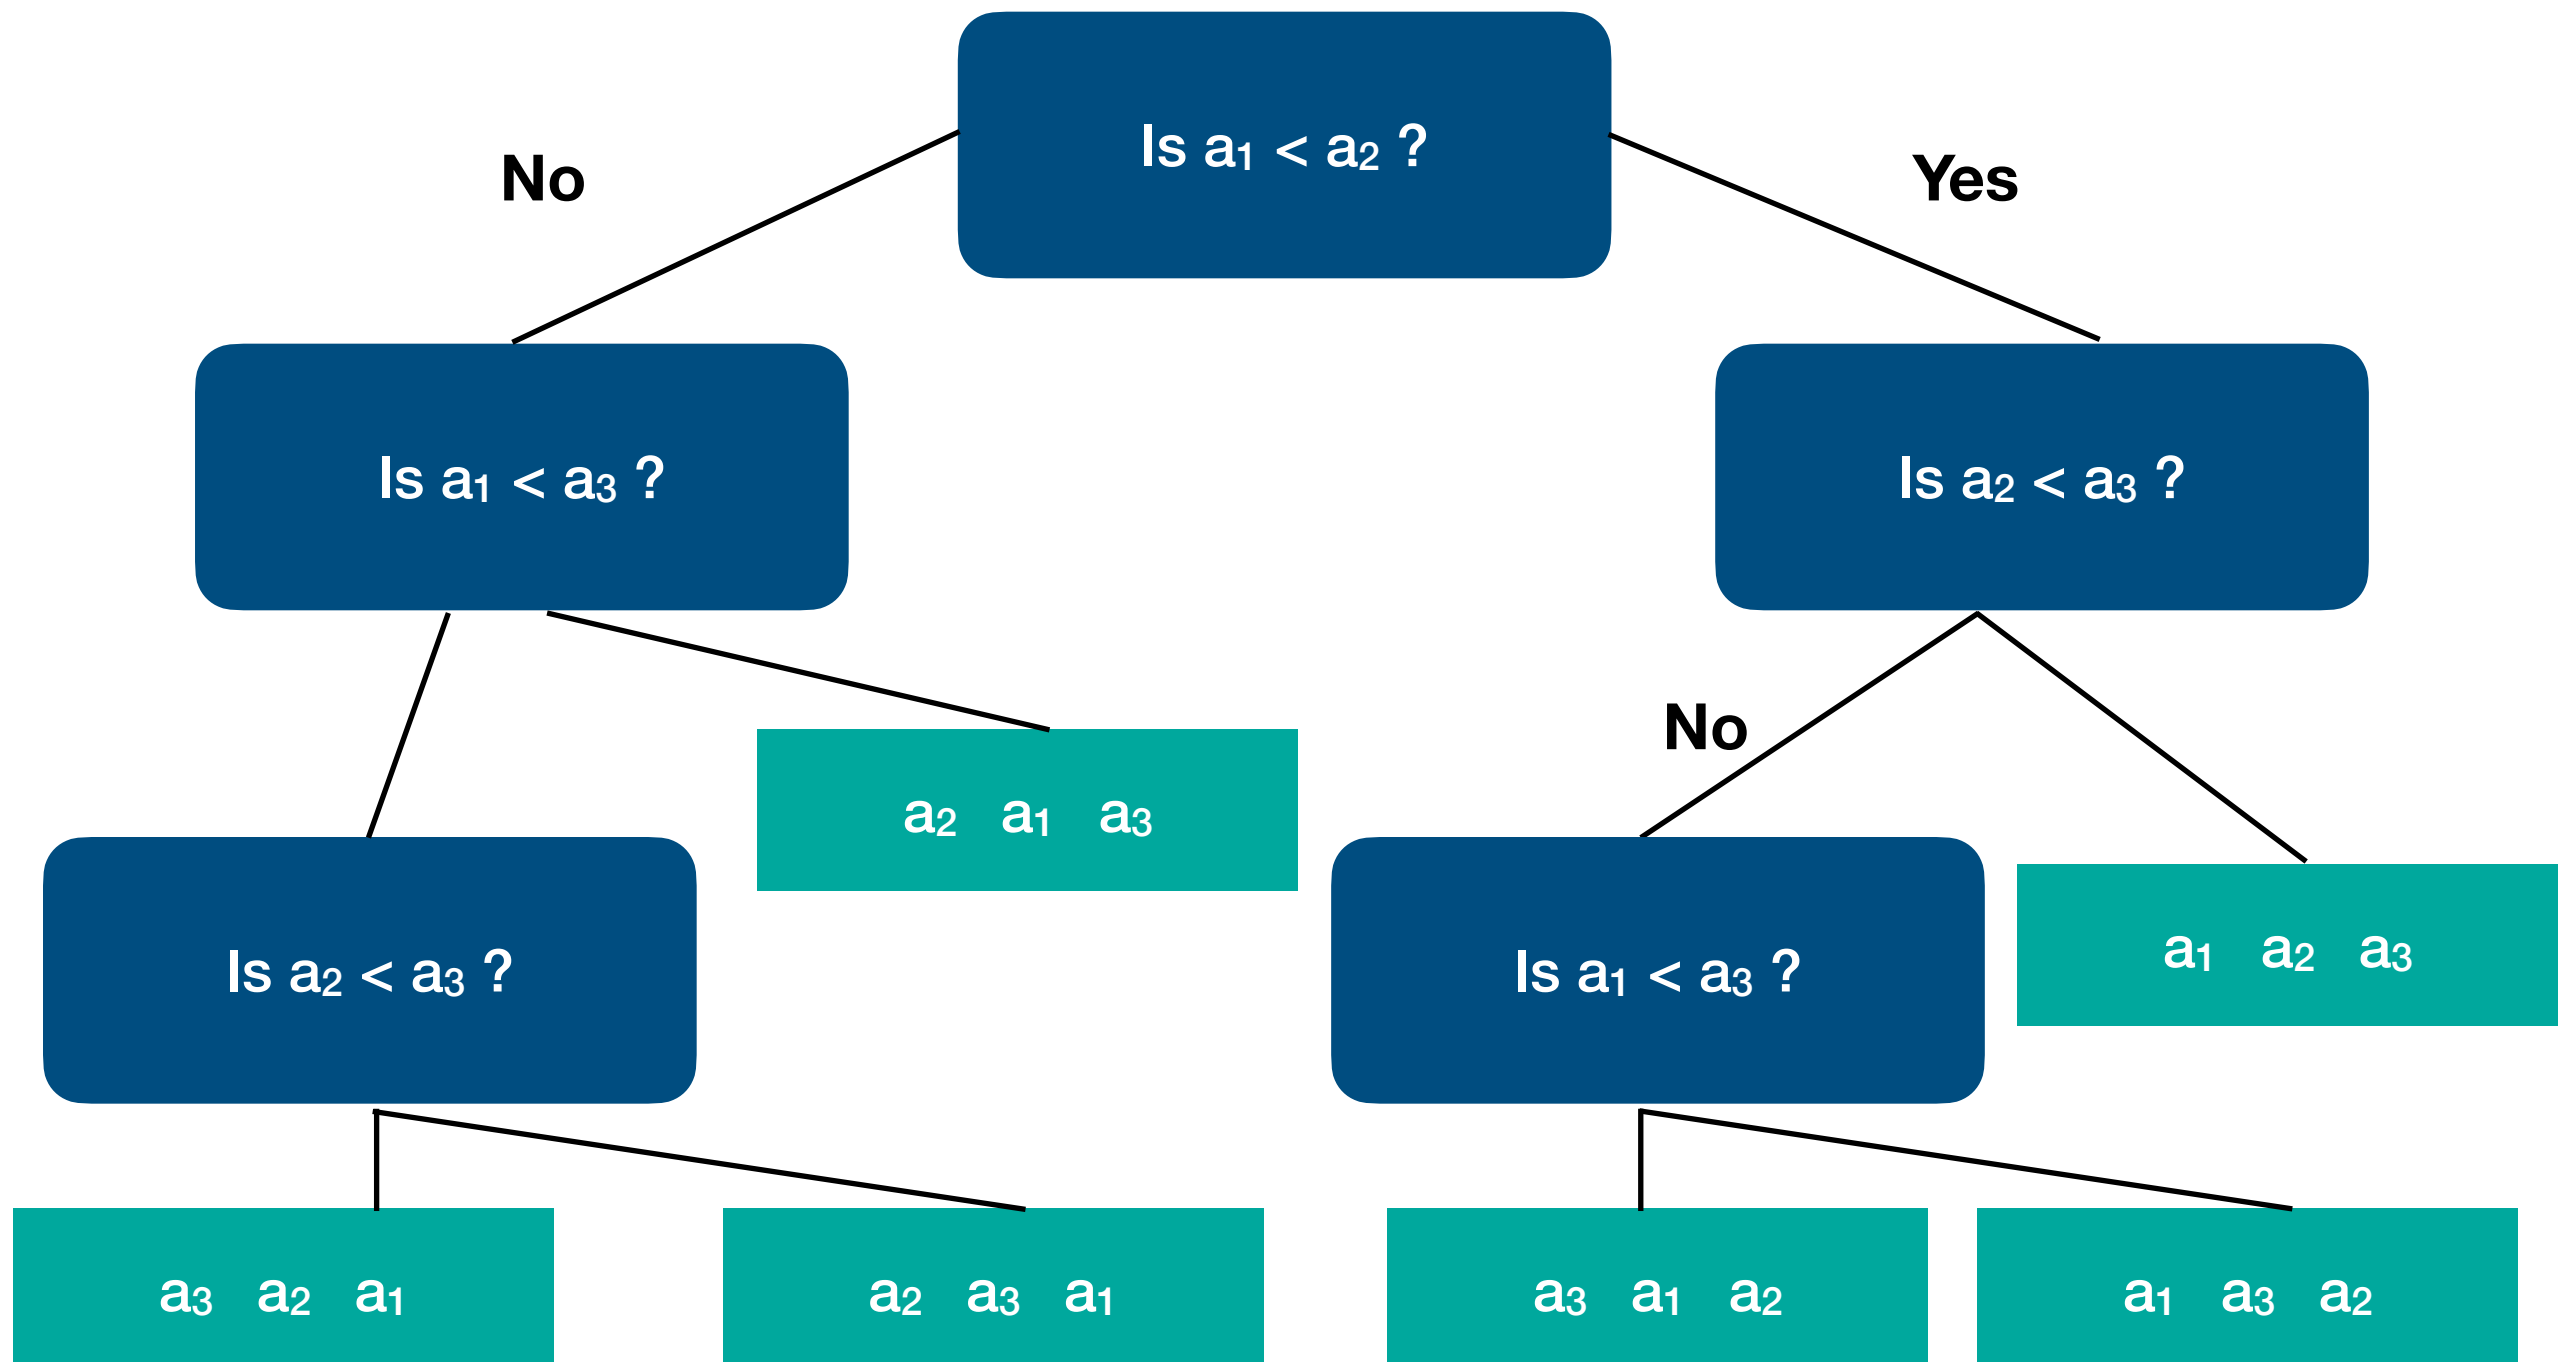 Is a₁ < a₂ ?
No
Yes
Is a₁ < a₃ ?
Is a₂ < a₃ ?
No
a₂ a₁ a₃
Is a₂ < a₃ ?
Is a₁ < a₃ ?
a₁ a₂ a₃
a₃ a₂ a₁
a₂ a₃ a₁
a₃ a₁ a₂
a₁ a₃ a₂